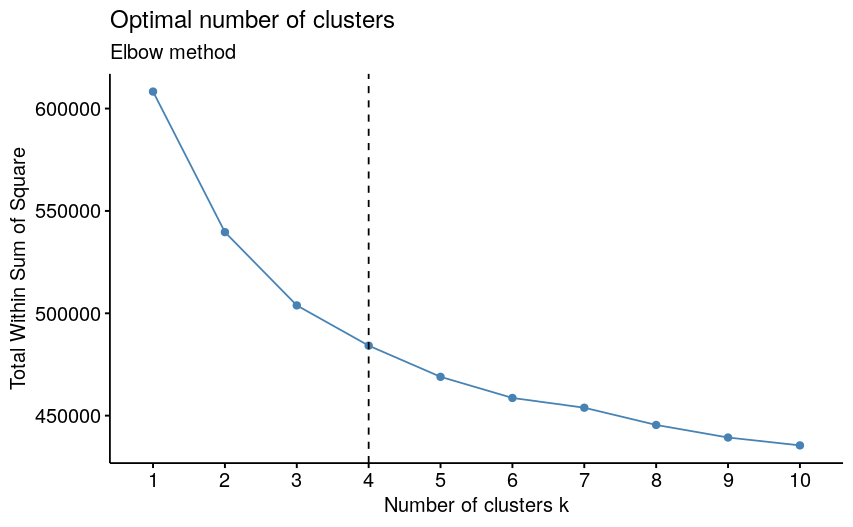 Optimal number of clusters
Elbow method
Total Within Sum of Square
600000
550000
500000
450000
1 2 3 4 5 6 7 8 9 10
Number of clusters k